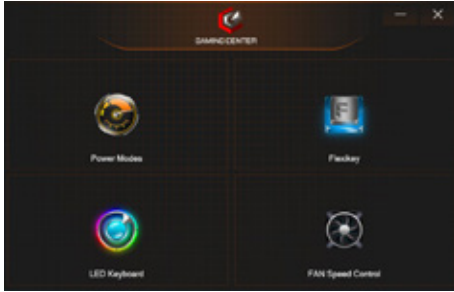 GAMING CENTER
Power Modes
Flexikey
F
LED Keyboard
FAN Speed Control